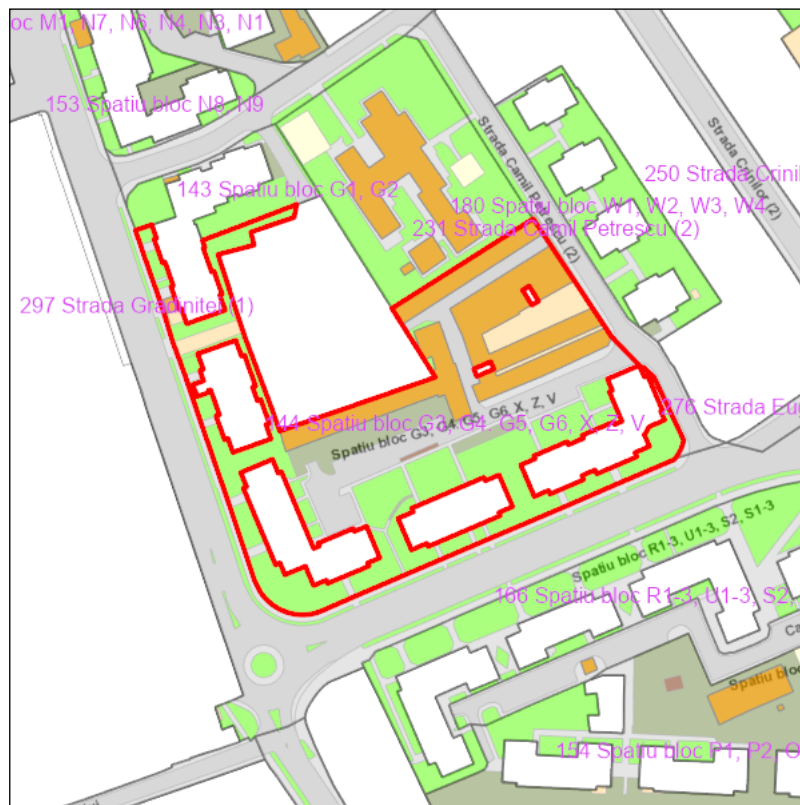 oc M1, N7, N6, N4, N3, N1
153 Spatiu bloc N8, N9
Strada Camil Petrescu (2)
Strada Crinilor (2)
143 Spatiu bloc G1, G2
250 Strada Crinil
180 Spatiu bloc W1, W2, W3, W4
231 Strada Camil Petrescu (2)
297 Strada Gradinitei (1)
276 Strada Eug
144 Spatiu bloc G3, G4, G5, G6, X, Z, V
Spatiu bloc G3, G4, G5, G6, X, Z, V
Spatiu bloc R1-3, U1-3, S2, S1-3
166 Spatiu bloc R1-3, U1-3, S2,
Ca
Spatiu bloc
154 Spatiu bloc P1, P2, O